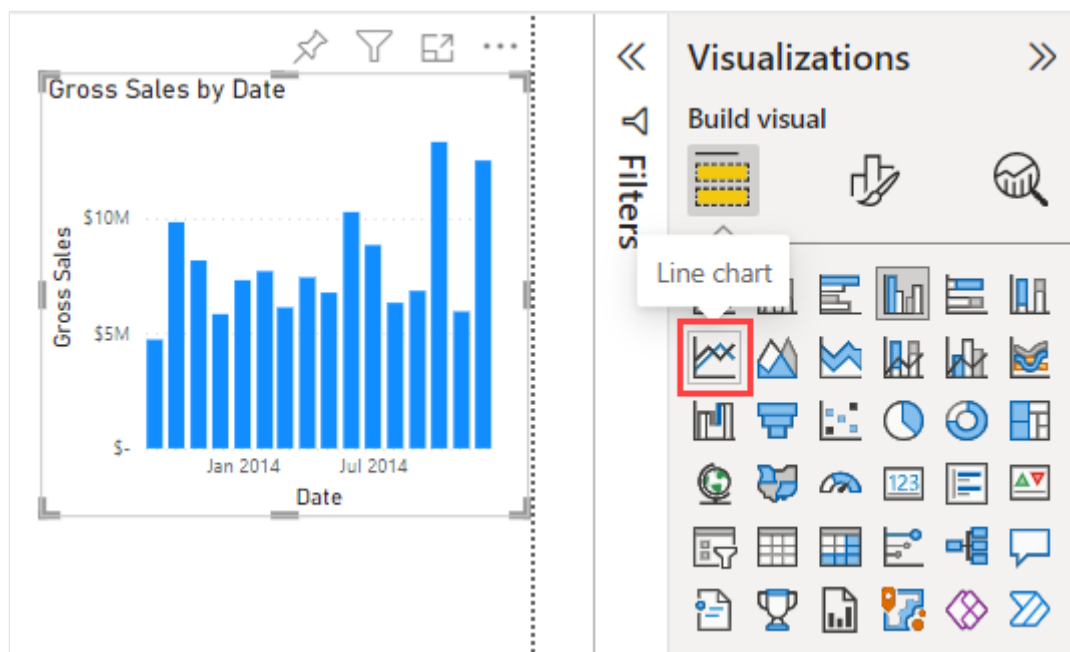 Gross Sales by Date
$10M
$5M
$-
Gross Sales
Jan 2014
Jul 2014
Date
Filters
Visualizations
Build visual
Line chart
123